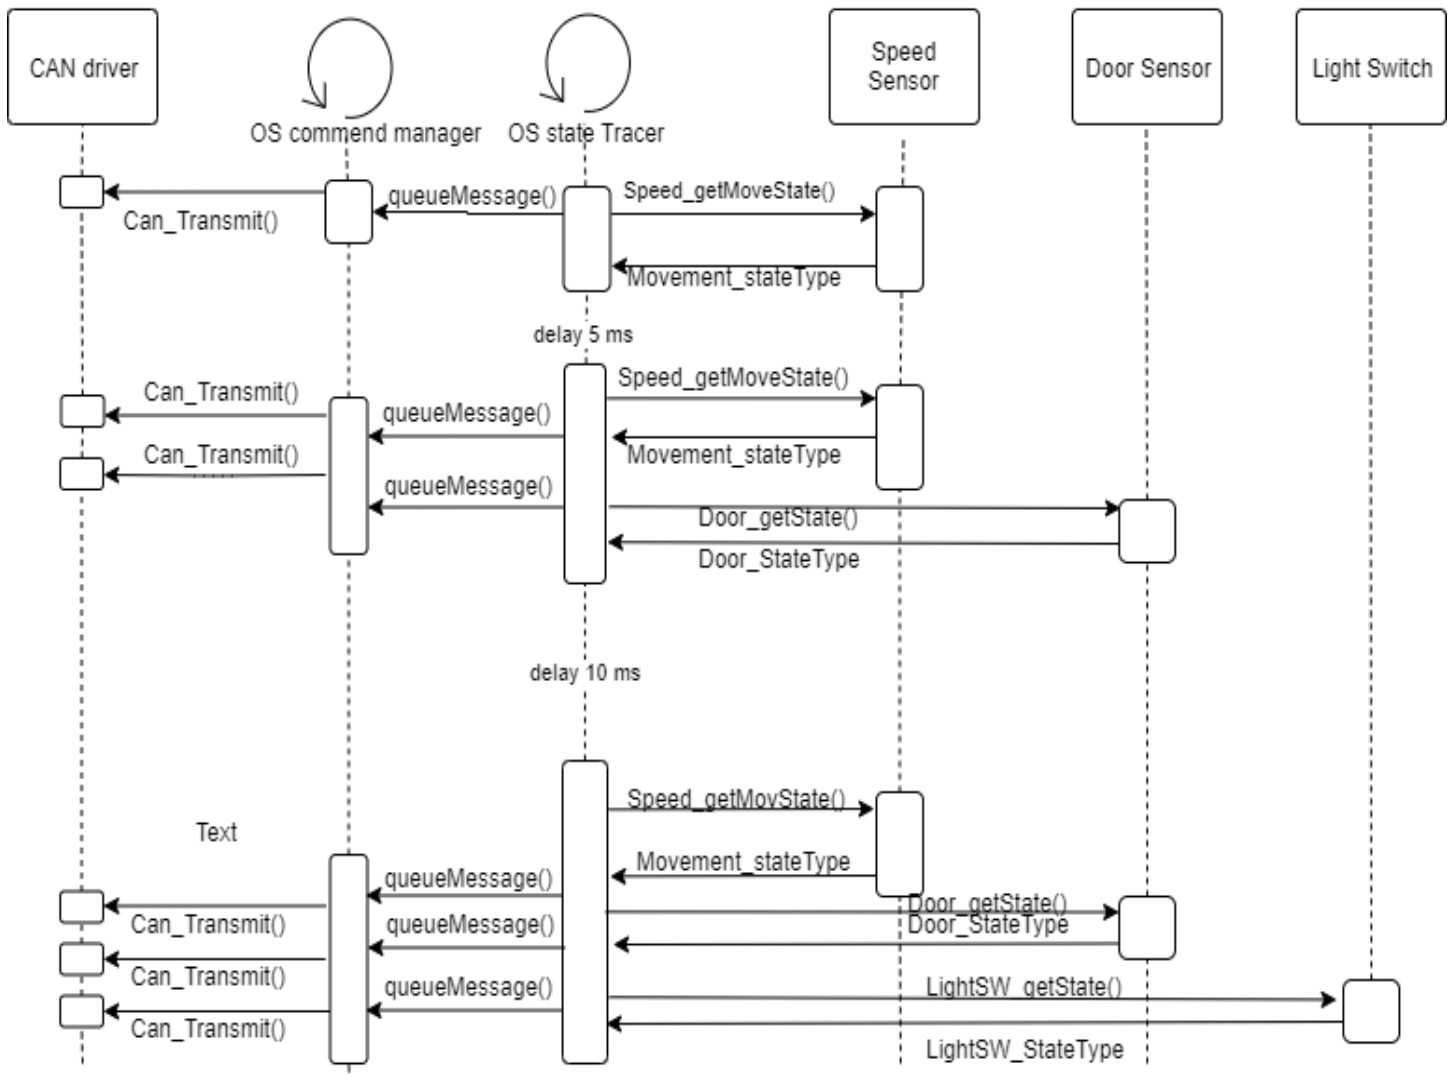 CAN driver
OS commend manager
OS state Tracer
Speed
Sensor
Door Sensor
Light Switch
Can_Transmit()
queueMessage()
Speed_getMoveState()
Movement_stateType
delay 5 ms
Can_Transmit()
queueMessage()
Speed_getMoveState()
Can_Transmit()
Movement_stateType
queueMessage()
Door_getState()
Door_StateType
delay 10 ms
Speed_getMovState()
Text
Movement_stateType
queueMessage()
Door_getState()
Can_Transmit()
queueMessage()
Door_StateType
Can_Transmit()
queueMessage()
LightSW_getState()
Can_Transmit()
LightSW_StateType